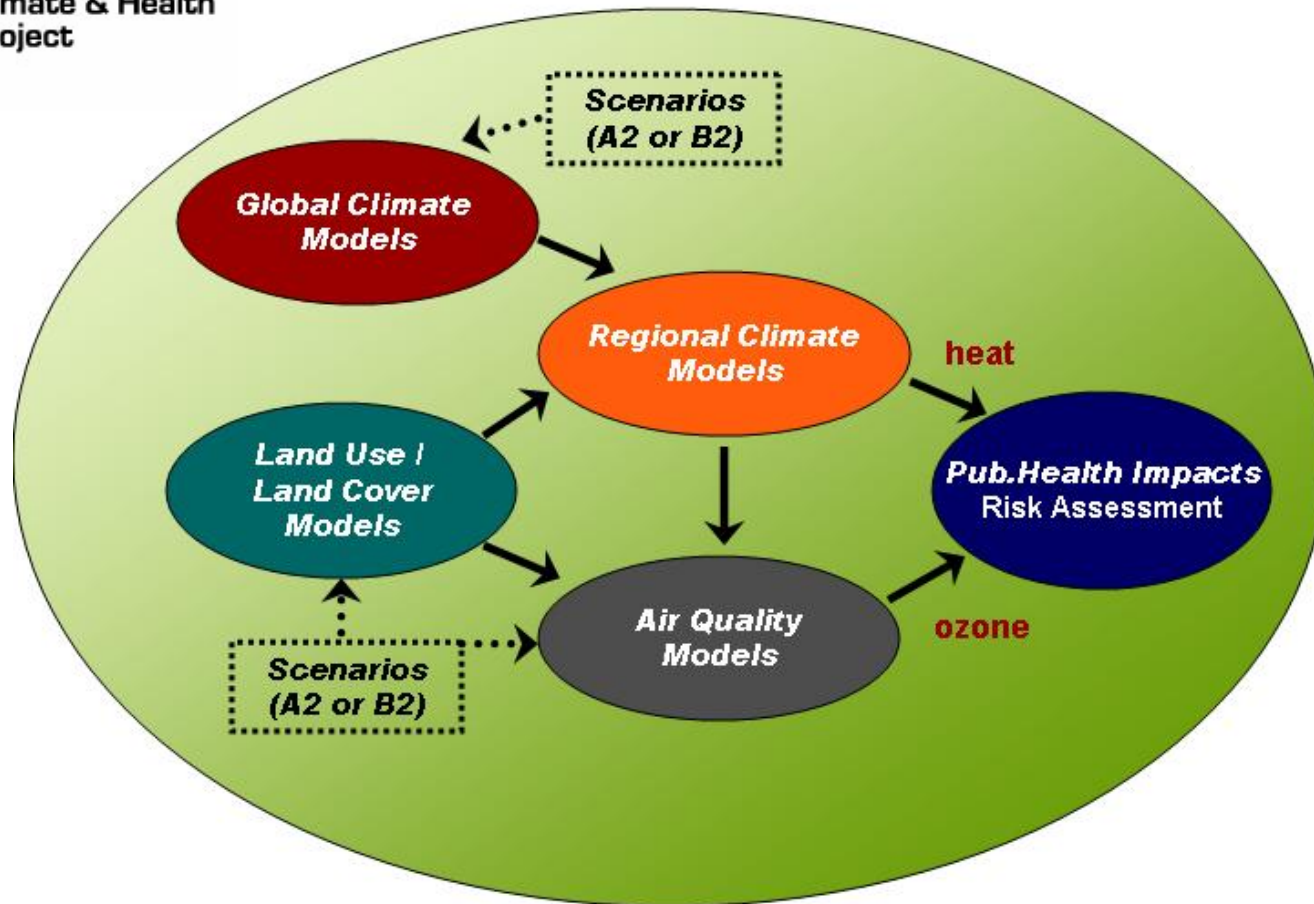 & Health
Scenarios
(A2 or B2)
Global Climate
Models
Regional Climate
Models
heat
Land Use /
Land Cover
Models
Pub.Health Impacts
Risk Assessment
Air Quality
Models
ozone
Scenarios
(A2 or B2)